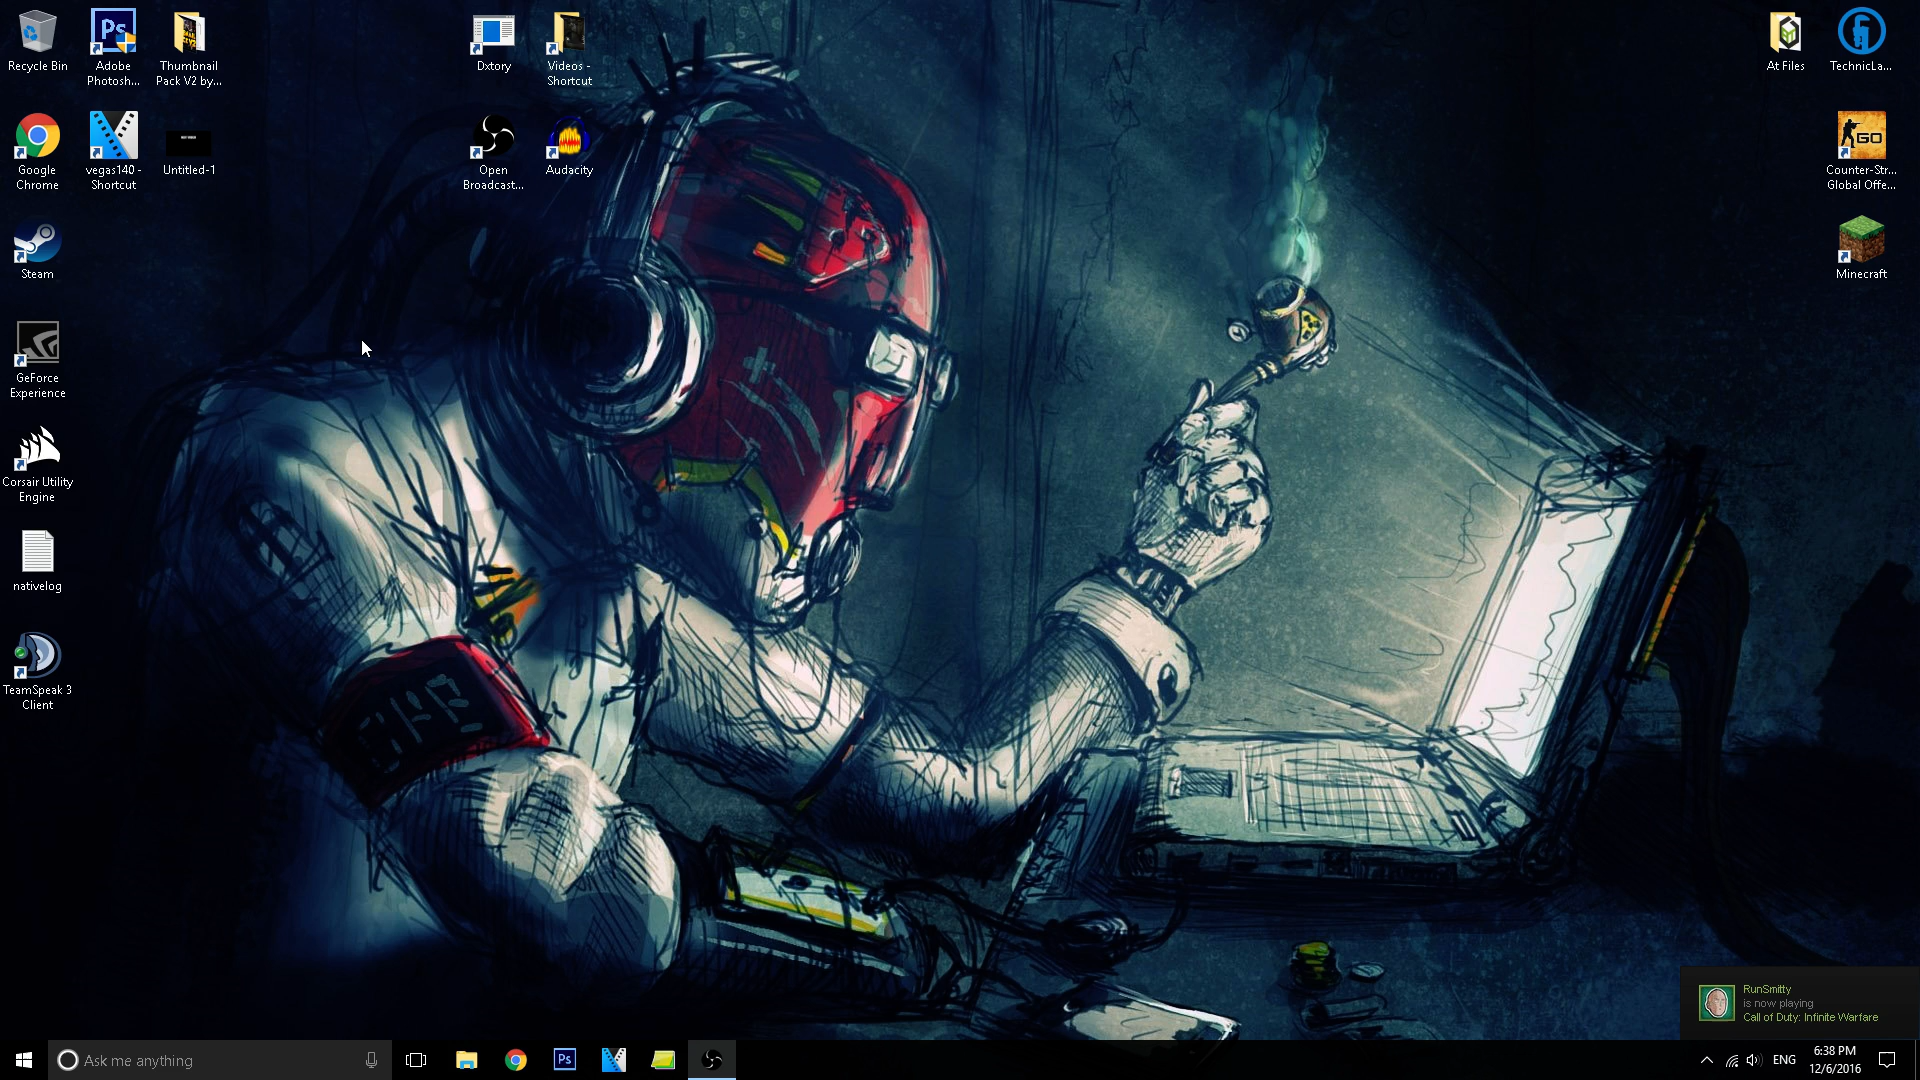 Recycle Bin
Adobe
Photosh...
Thumbnail
Pack V2 by...
Dxtory
Videos -
Shortcut
At Files
TechnicLa...
Google
Chrome
vegas140 -
Shortcut
Untitled-1
Open
Broadcast...
Audacity
Counter-Str...
Global Offe...
Steam
Minecraft
GeForce
Experience
Corsair Utility
Engine
nativelog
TeamSpeak 3
Client
Ps
GO
RunSmitty
is now playing
Call of Duty: Infinite Warfare
Ask me anything
Ps
ENG
6:38 PM
12/6/2016